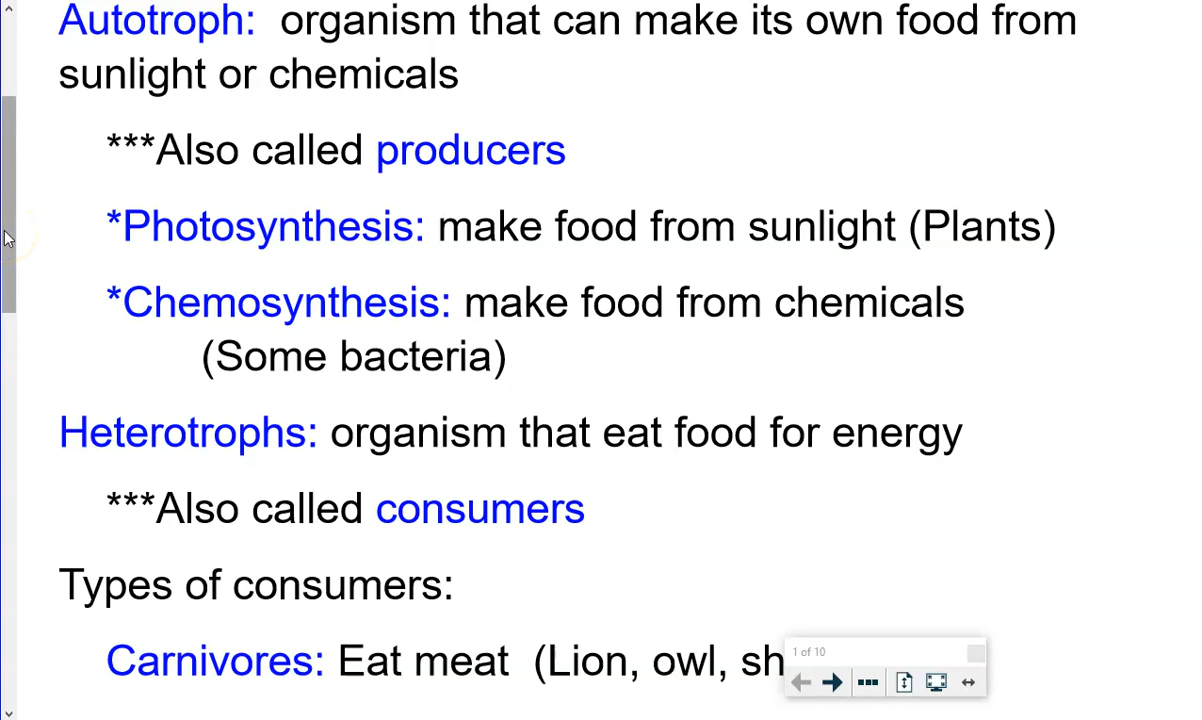 Autotroph: organism that can make its own food from
sunlight or chemicals
***Also called producers
*Photosynthesis: make food from sunlight (Plants)
*Chemosynthesis: make food from chemicals
(Some bacteria)
Heterotrophs: organism that eat food for energy
***Also called consumers
Types of consumers:
Carnivores: Eat meat (Lion, owl,
1 of 10